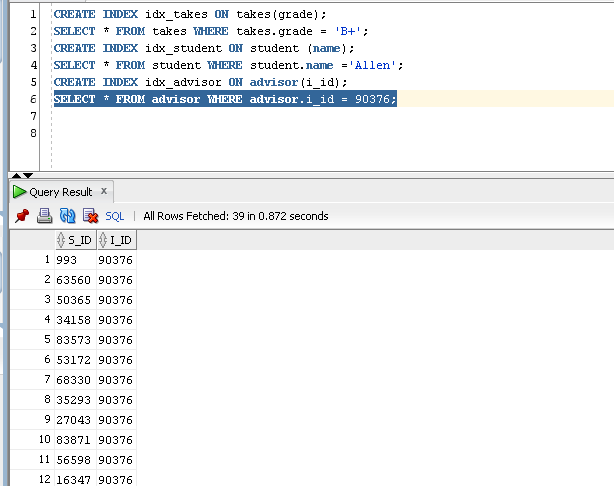 1 CREATE INDEX idx_takes ON takes(grade);
2 SELECT * FROM takes WHERE takes.grade = 'B+';
3 CREATE INDEX idx_student ON student (name);
4 SELECT * FROM student WHERE student.name ='Allen';
5 CREATE INDEX idx_advisor ON advisor(i_id);
6 SELECT * FROM advisor WHERE advisor.i_id = 90376;
7
8
Query Result x
SQL | All Rows Fetched: 39 in 0.872 seconds
S_ID I_ID
1 993 90376
2 63560 90376
3 50365 90376
4 34158 90376
5 83573 90376
6 53172 90376
7 68330 90376
8 35293 90376
9 27043 90376
10 83871 90376
11 56598 90376
12 16347 90376